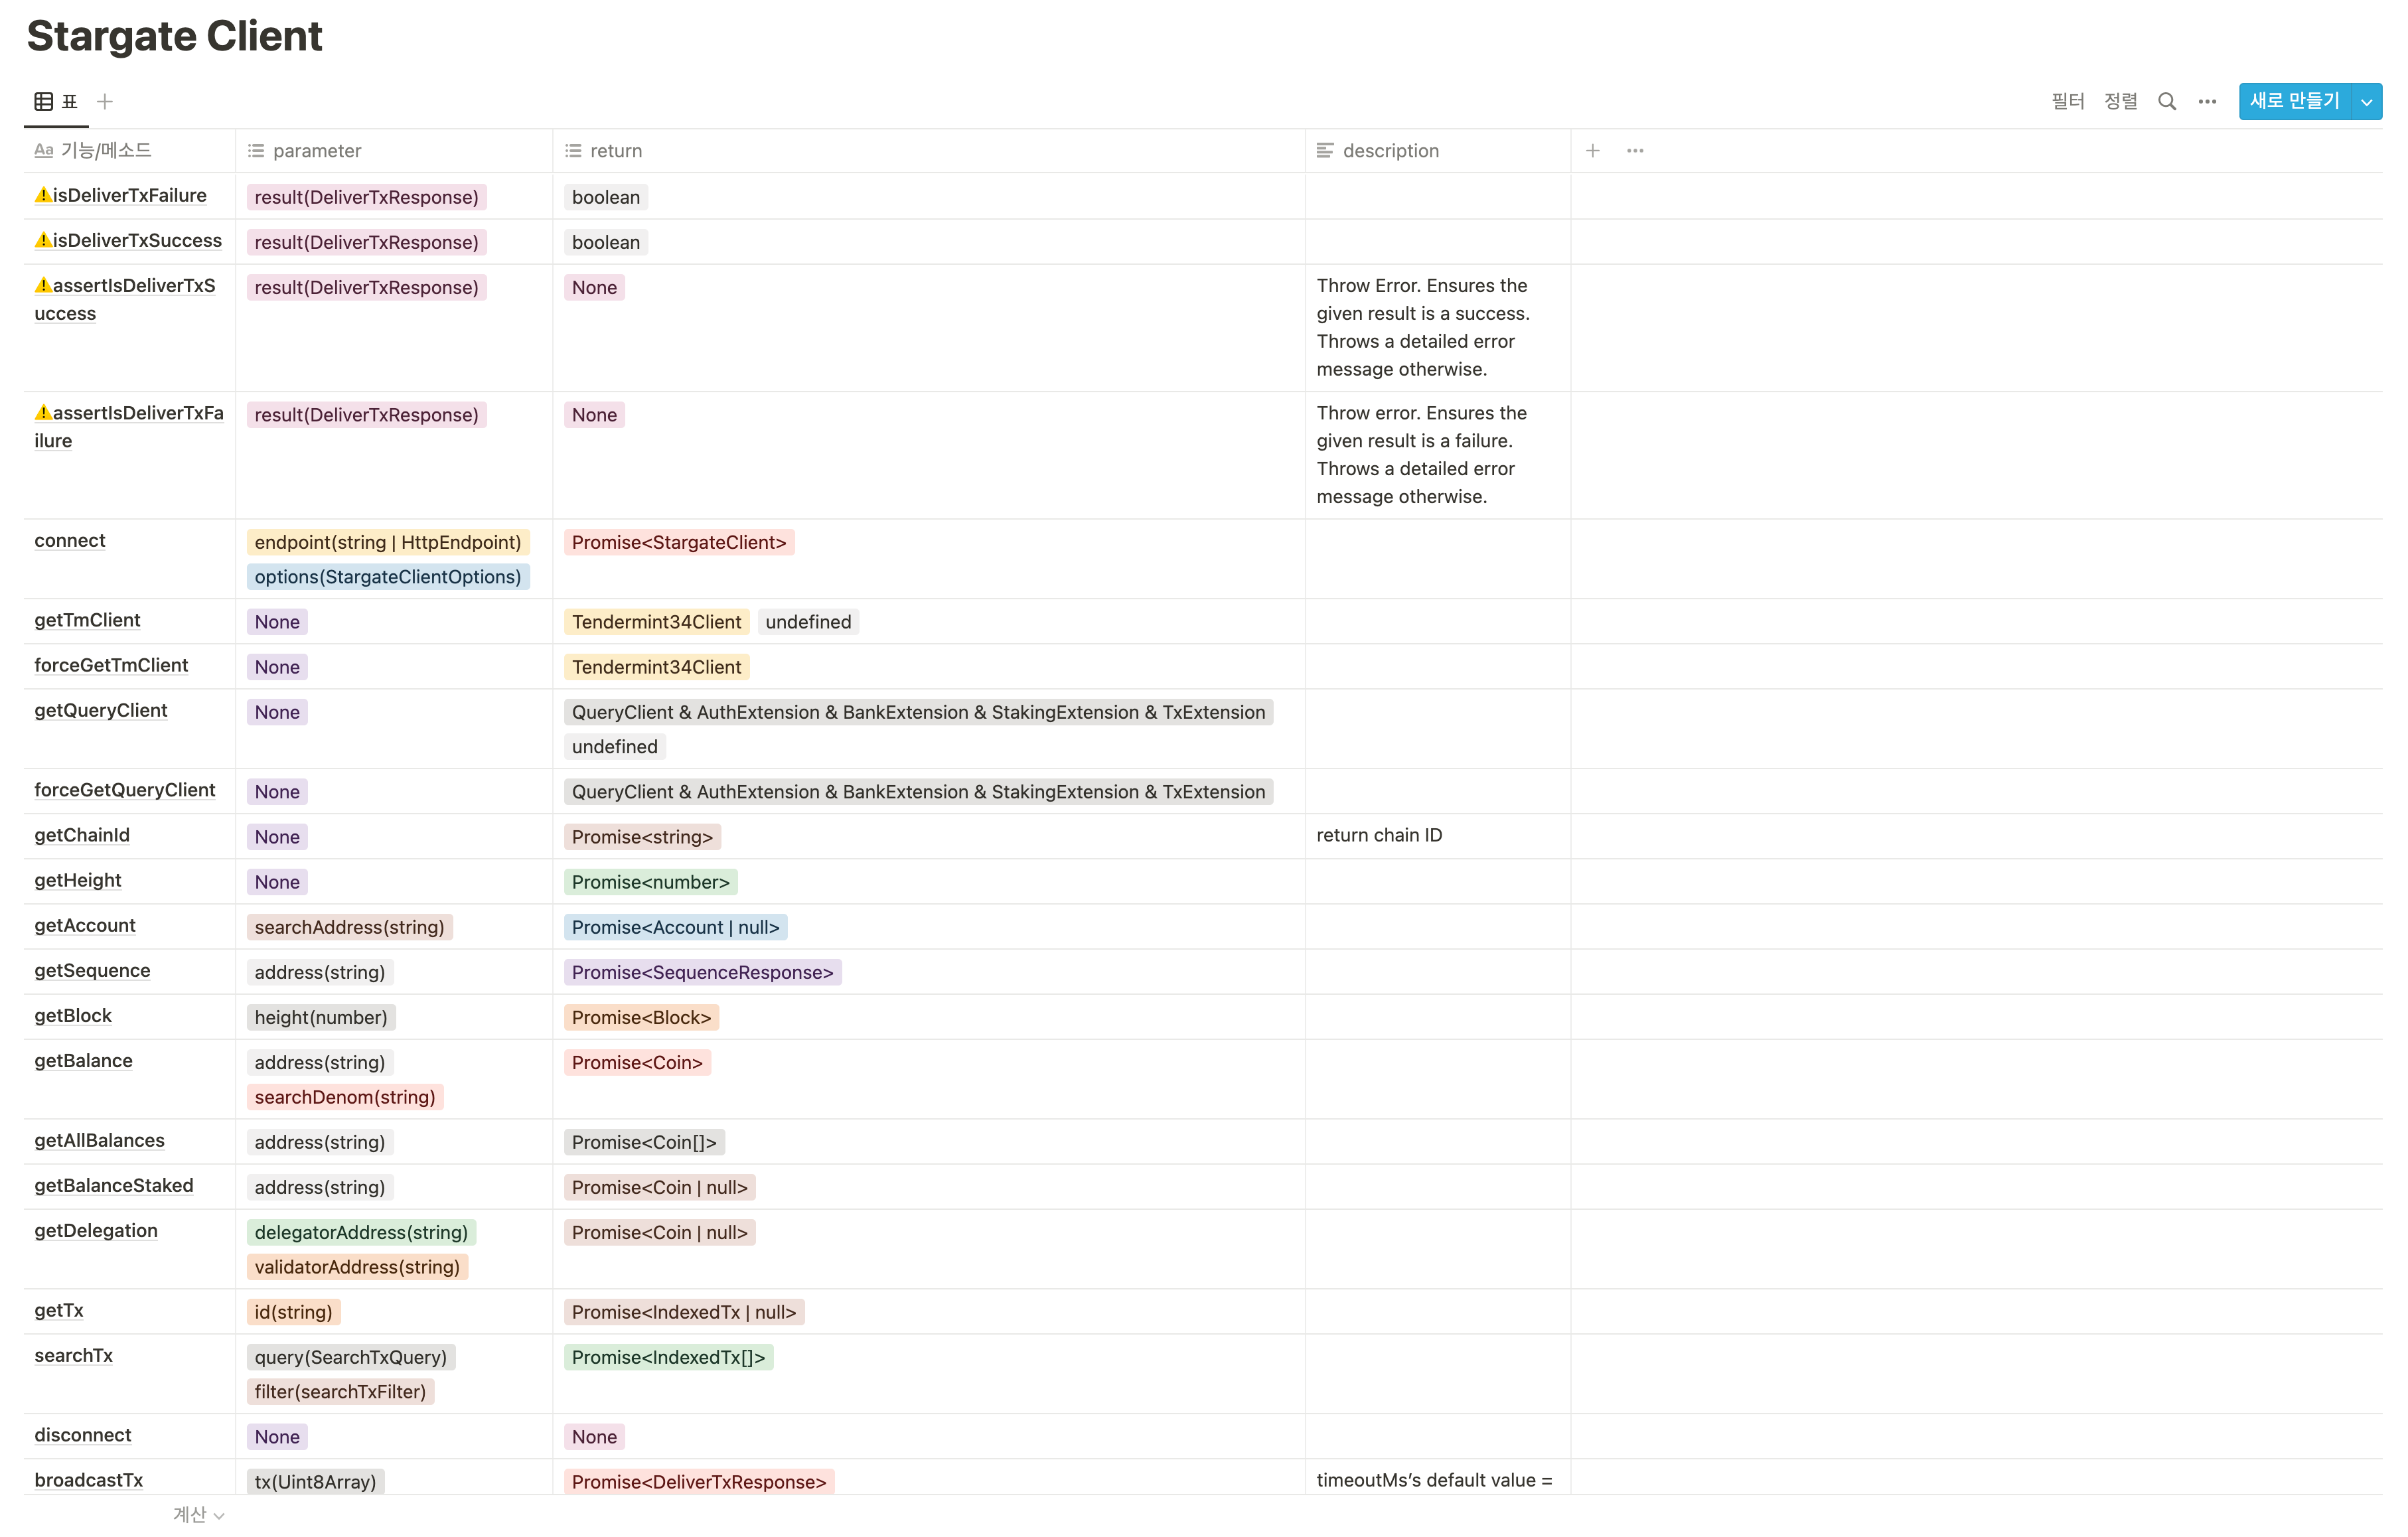 Stargate Client
표
필터 정렬 새로 만들기
Aa 기능/메소드 parameter return description
⚠️isDeliverTxFailure result(DeliverTxResponse) boolean
⚠️isDeliverTxSuccess result(DeliverTxResponse) boolean
⚠️assertIsDeliverTxS result(DeliverTxResponse) None Throw Error. Ensures the
uccess given result is a success.
Throws a detailed error
message otherwise.
⚠️assertIsDeliverTxFa result(DeliverTxResponse) None Throw error. Ensures the
ilure given result is a failure.
Throws a detailed error
message otherwise.
connect endpoint(string | HttpEndpoint) Promise<StargateClient>
options(StargateClientOptions)
getTmClient None Tendermint34Client undefined
forceGetTmClient None Tendermint34Client
getQueryClient None QueryClient & AuthExtension & BankExtension & StakingExtension & TxExtension
undefined
forceGetQueryClient None QueryClient & AuthExtension & BankExtension & StakingExtension & TxExtension
getChainId None Promise<string> return chain ID
getHeight None Promise<number>
getAccount searchAddress(string) Promise<Account | null>
getSequence address(string) Promise<SequenceResponse>
getBlock height(number) Promise<Block>
getBalance address(string) Promise<Coin>
searchDenom(string)
getAllBalances address(string) Promise<Coin[]>
getBalanceStaked address(string) Promise<Coin | null>
getDelegation delegatorAddress(string) Promise<Coin | null>
validatorAddress(string)
getTx id(string) Promise<IndexedTx | null>
searchTx query(SearchTxQuery) Promise<IndexedTx[]>
filter(searchTxFilter)
disconnect None None
broadcastTx tx(Uint8Array) Promise<DeliverTxResponse> timeoutMs’s default value =
계산